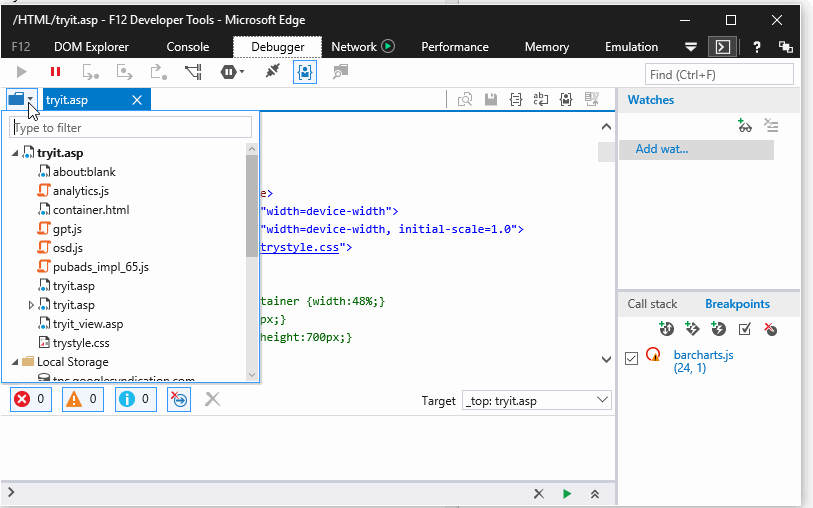 /HTML/tryit.asp - F12 Developer Tools - Microsoft Edge
F12 DOM Explorer Console Debugger Network Performance Memory Emulation ?
Find (Ctrl+F)
tryit.asp
Type to filter
tryit.asp
about:blank
analytics.js
container.html
gpt.js
osd.js
pubads_impl_65.js
tryit.asp
tryit.asp
tryit_view.asp
trystyle.css
Local Storage
tpc.googlesyndication.com
e>
"width=device-width">
"width=device-width, initial-scale=1.0">
trystyle.css">
tainer {width:48%;}
px;}
height:700px;}
Watches
Add wat...
Call stack Breakpoints
barcharts.js
(24, 1)
0 0 0
Target _top: tryit.asp